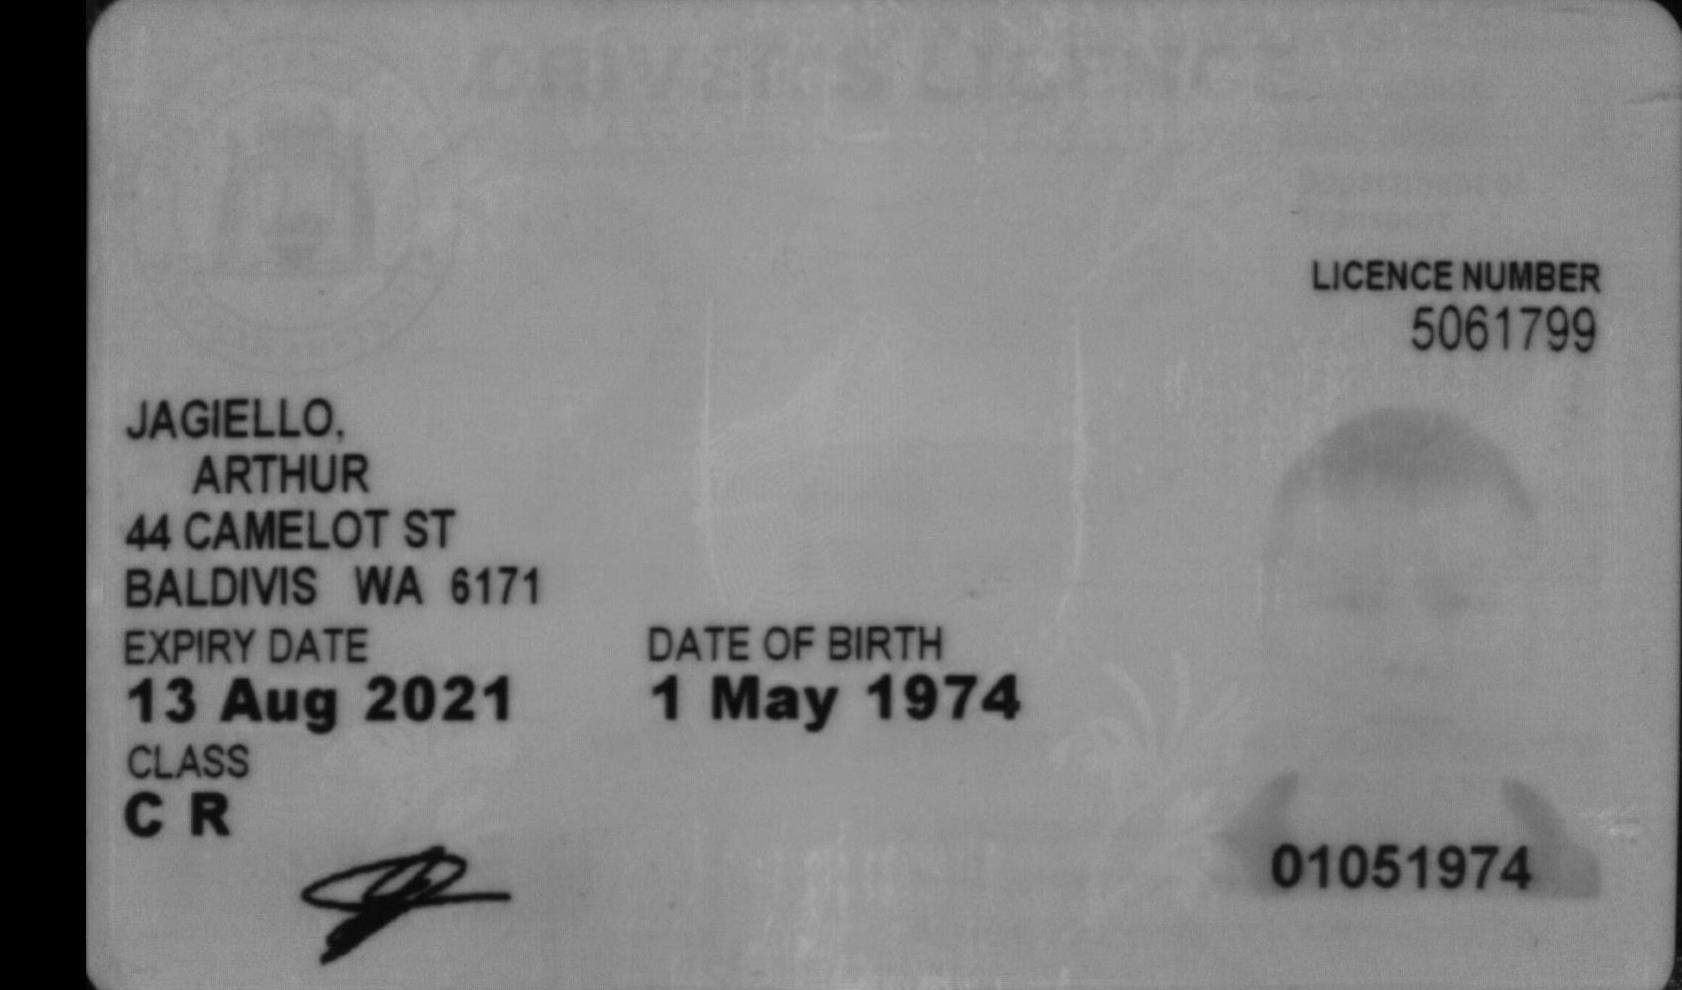 DRIVER'S LICENCE
Department of
Transport
LICENCE NUMBER
5061799
JAGIELLO,
ARTHUR
44 CAMELOT ST
BALDIVIS WA 6171
EXPIRY DATE
13 Aug 2021
DATE OF BIRTH
1 May 1974
CLASS
C R
01051974